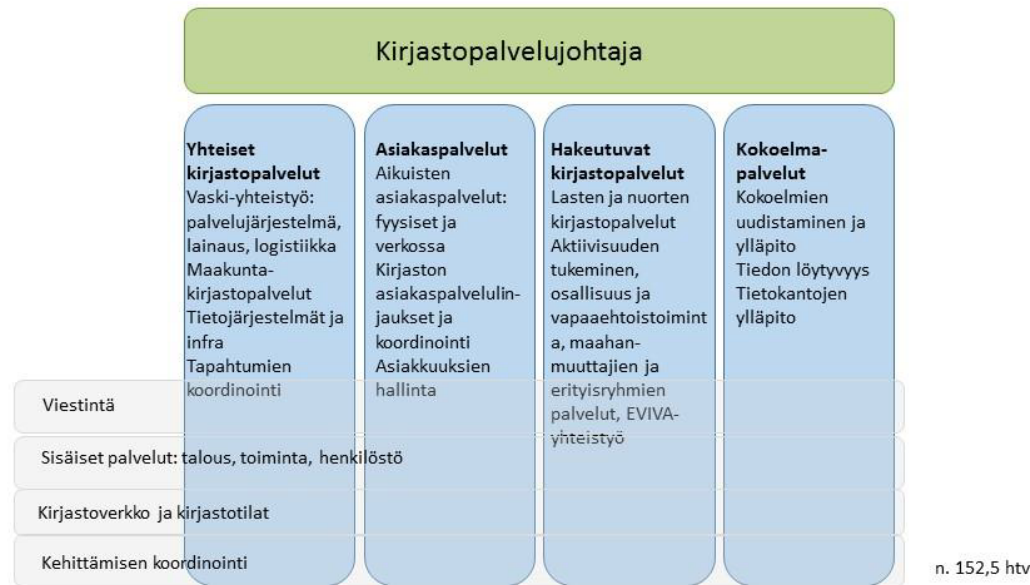 Kirjastopalvelujohtaja
Yhteiset
kirjastopalvelut
Vaski-yhteistyö:
palvelujärjestelmä,
lainaus, logistiikka
Maakunta-
kirjastopalvelut
Tietojärjestelmät ja
infra
Tapahtumien
koordinointi
Asiakaspalvelut
Aikuisten
asiakaspalvelut:
fyysiset ja
verkossa
Kirjaston
asiakaspalvelulin-
jaukset ja
koordinointi
Asiakkuuksien
hallinta
Hakeutuvat
kirjastopalvelut
Lasten ja nuorten
kirjastopalvelut
Aktiivisuuden
tukeminen,
osallisuus ja
vapaaehtoistoimint
a, maahan-
muuttajien ja
erityisryhmien
palvelut, EVIVA-
yhteistyö
Kokoelma-
palvelut
Kokoelmien
uudistaminen ja
ylläpito
Tiedon löytyvyys
Tietokantojen
ylläpito
Viestintä
Sisäiset palvelut: talous, toiminta, henkilöstö
Kirjastoverkko ja kirjastotilat
Kehittämisen koordinointi
n. 152,5 htv